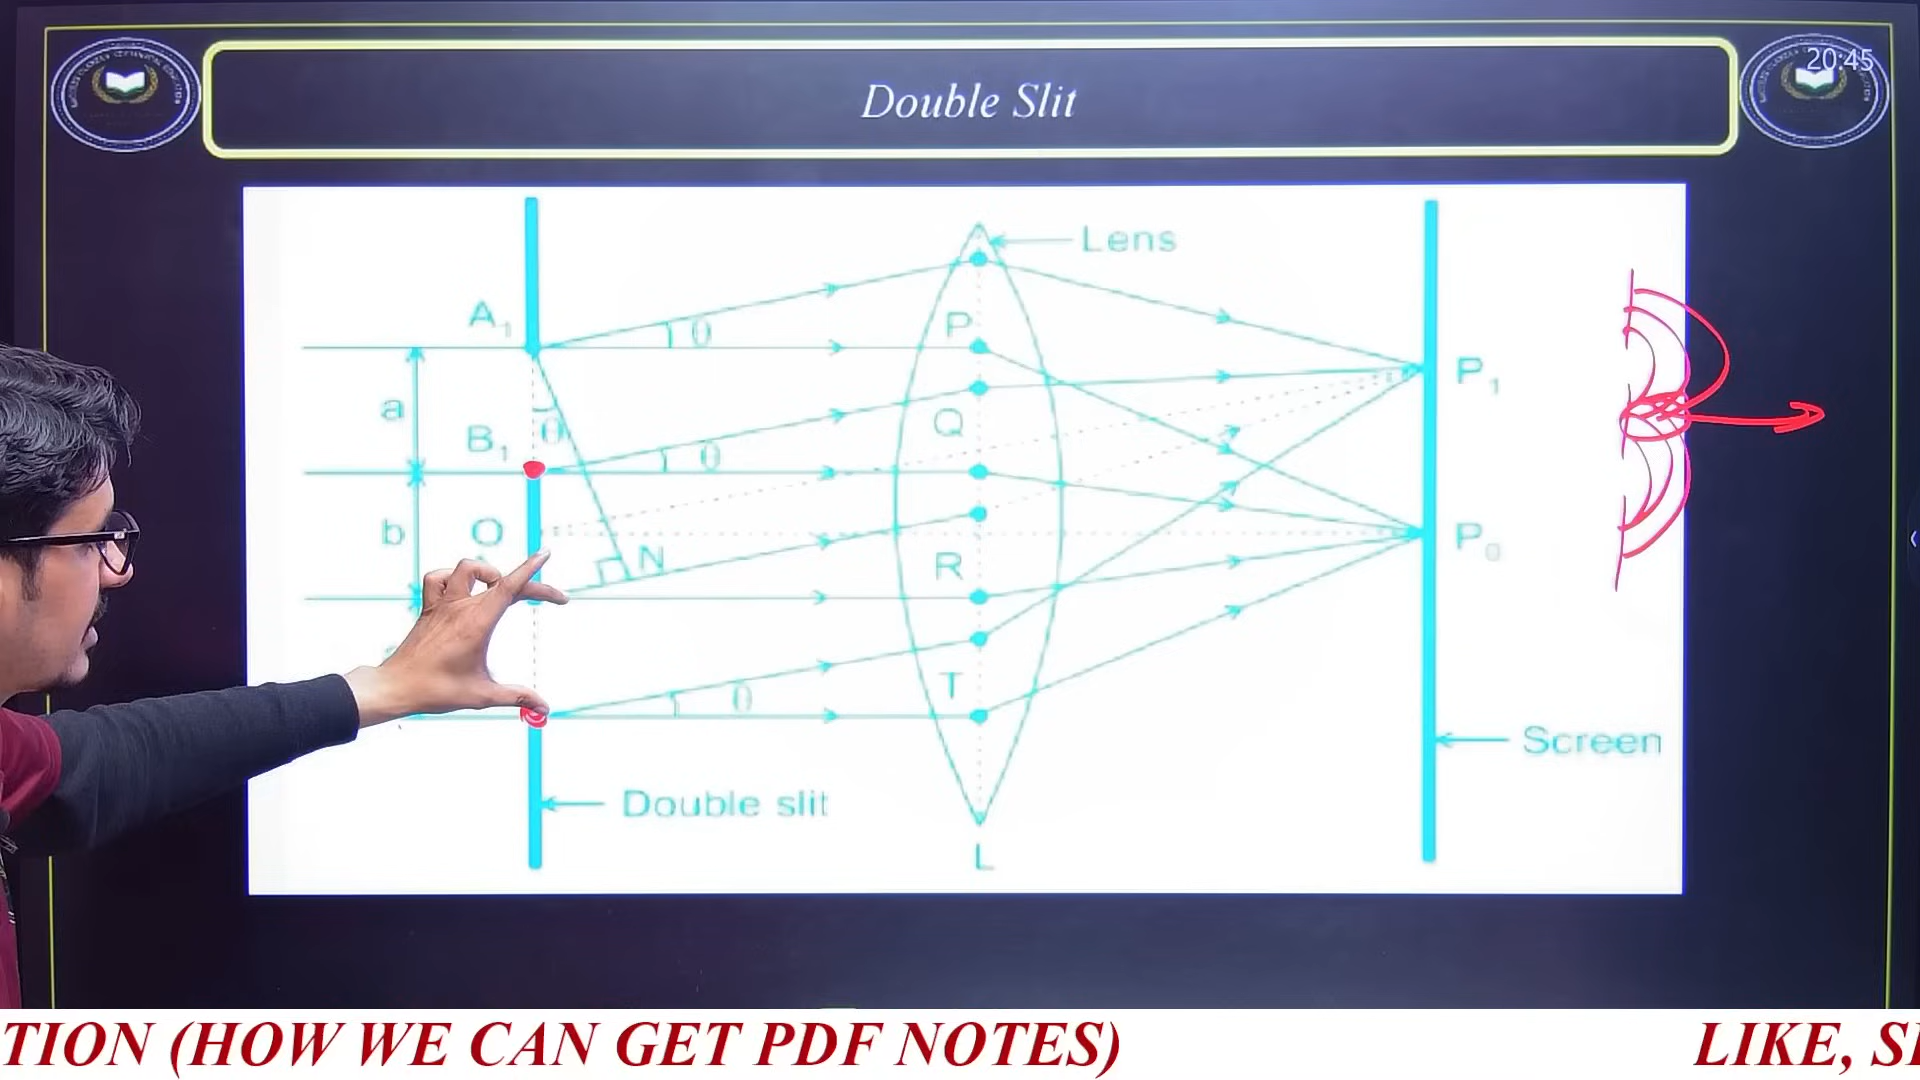 20:45
Double Slit
Lens
A1
θ
P
P1
a
B1
θ
θ
Q
b
O
N
R
P0
T
θ
Screen
Double slit
L
TION (HOW WE CAN GET PDF NOTES)
LIKE, S